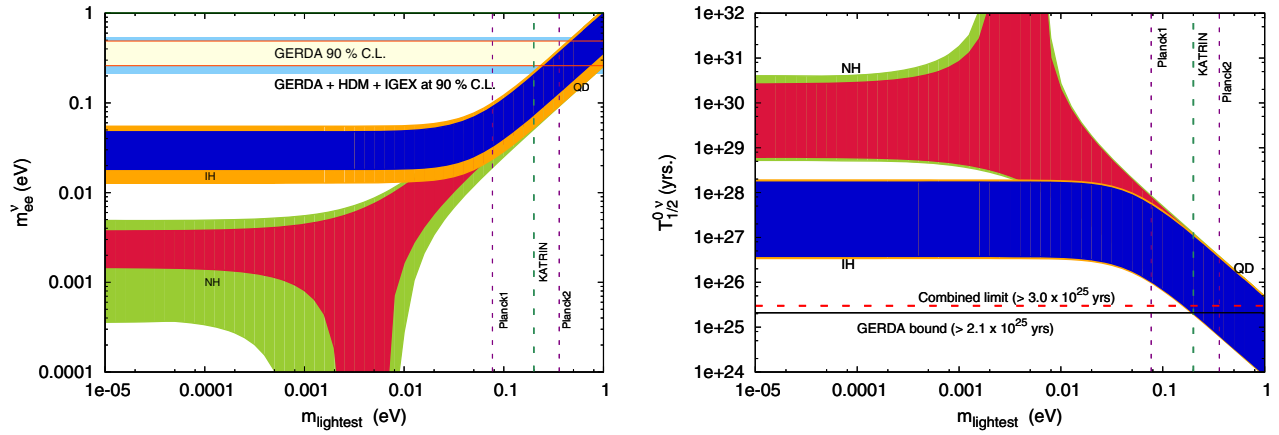 1
0.1
0.01
0.001
0.0001
1e-05 0.0001 0.001 0.01 0.1 1
m_ee^ν (eV)
m_lightest (eV)
GERDA 90 % C.L.
GERDA + HDM + IGEX at 90 % C.L.
QD
IH
NH
Planck1
KATRIN
Planck2
1e+32
1e+31
1e+30
1e+29
1e+28
1e+27
1e+26
1e+25
1e+24
1e-05 0.0001 0.001 0.01 0.1 1
T_1/2^0ν (yrs.)
m_lightest (eV)
NH
Planck1
KATRIN
Planck2
IH
QD
Combined limit (> 3.0 x 10^25 yrs)
GERDA bound (> 2.1 x 10^25 yrs)